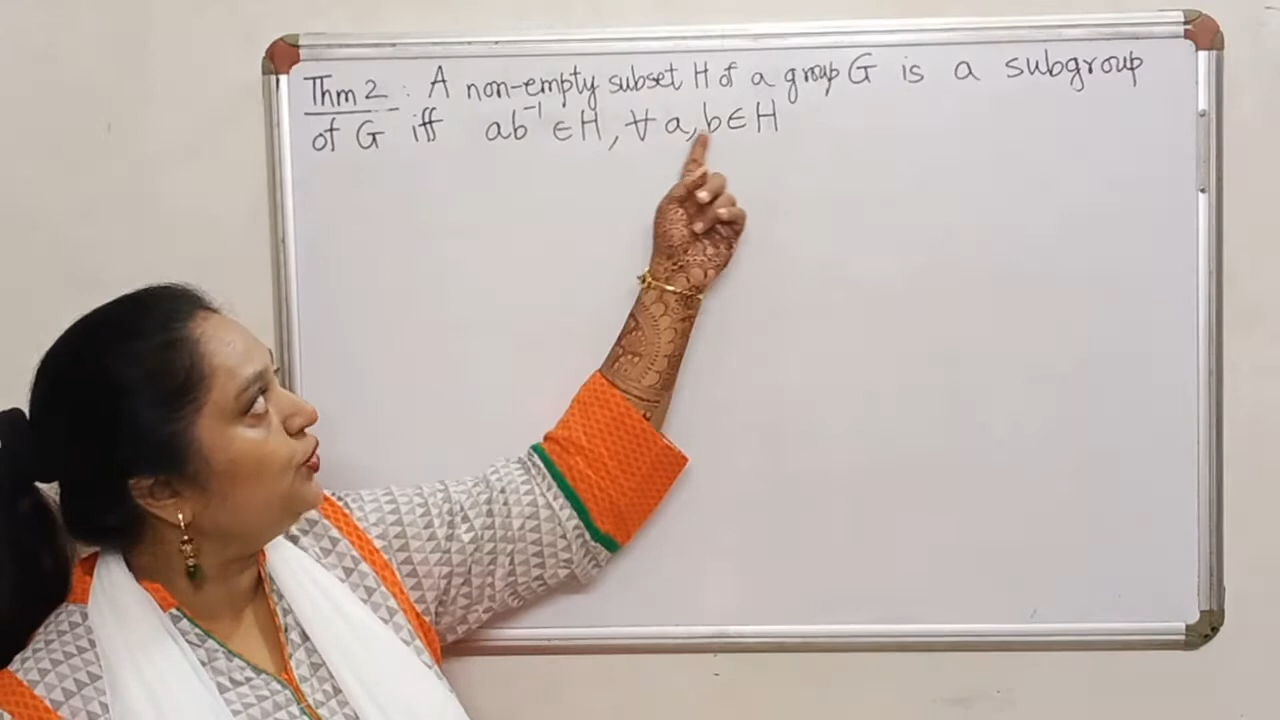 Thm 2 : A non-empty subset H of a group G is a subgroup
of G iff ab⁻¹ ∈ H, ∀ a, b ∈ H